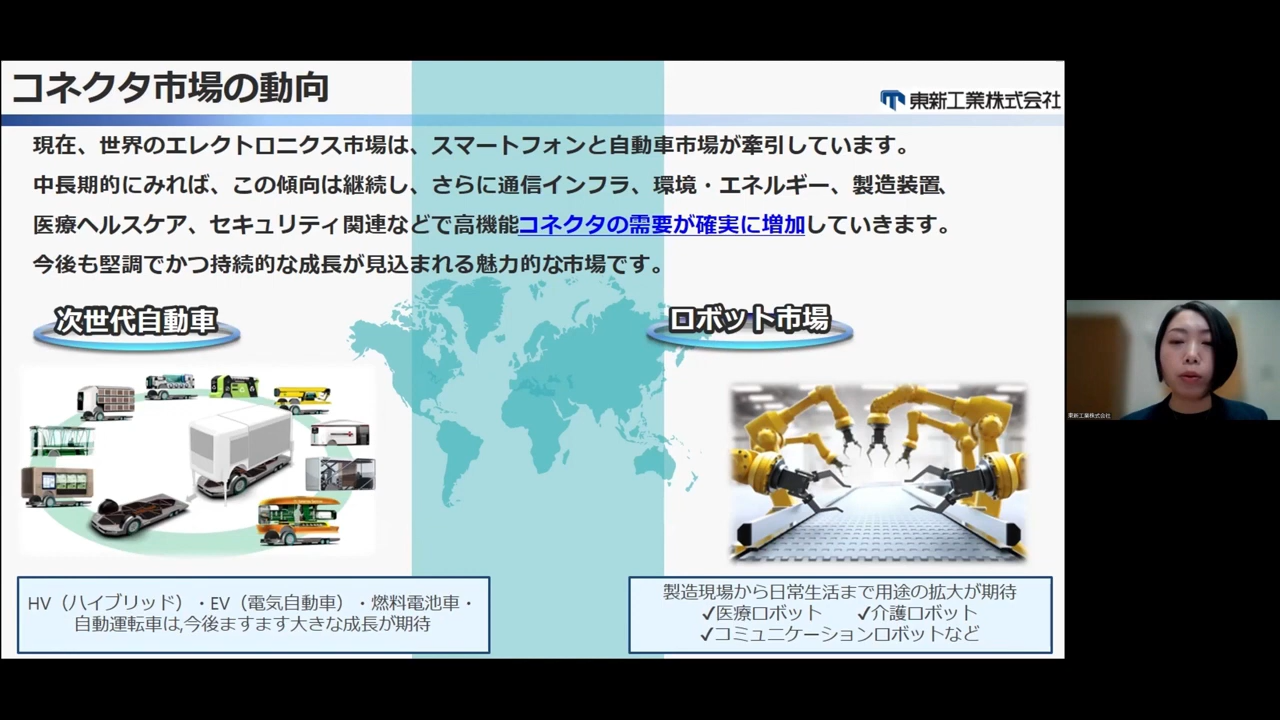 コネクタ市場の動向
東新工業株式会社
現在、世界のエレクトロニクス市場は、スマートフォンと自動車市場が牽引しています。
中長期的にみれば、この傾向は継続し、さらに通信インフラ、環境・エネルギー、製造装置、
医療ヘルスケア、セキュリティ関連などで高機能コネクタの需要が確実に増加していきます。
今後も堅調でかつ持続的な成長が見込まれる魅力的な市場です。
次世代自動車
ロボット市場
HV（ハイブリッド）・EV（電気自動車）・燃料電池車・
自動運転車は,今後ますます大きな成長が期待
製造現場から日常生活まで用途の拡大が期待
✓医療ロボット ✓介護ロボット
✓コミュニケーションロボットなど
東新工業株式会社